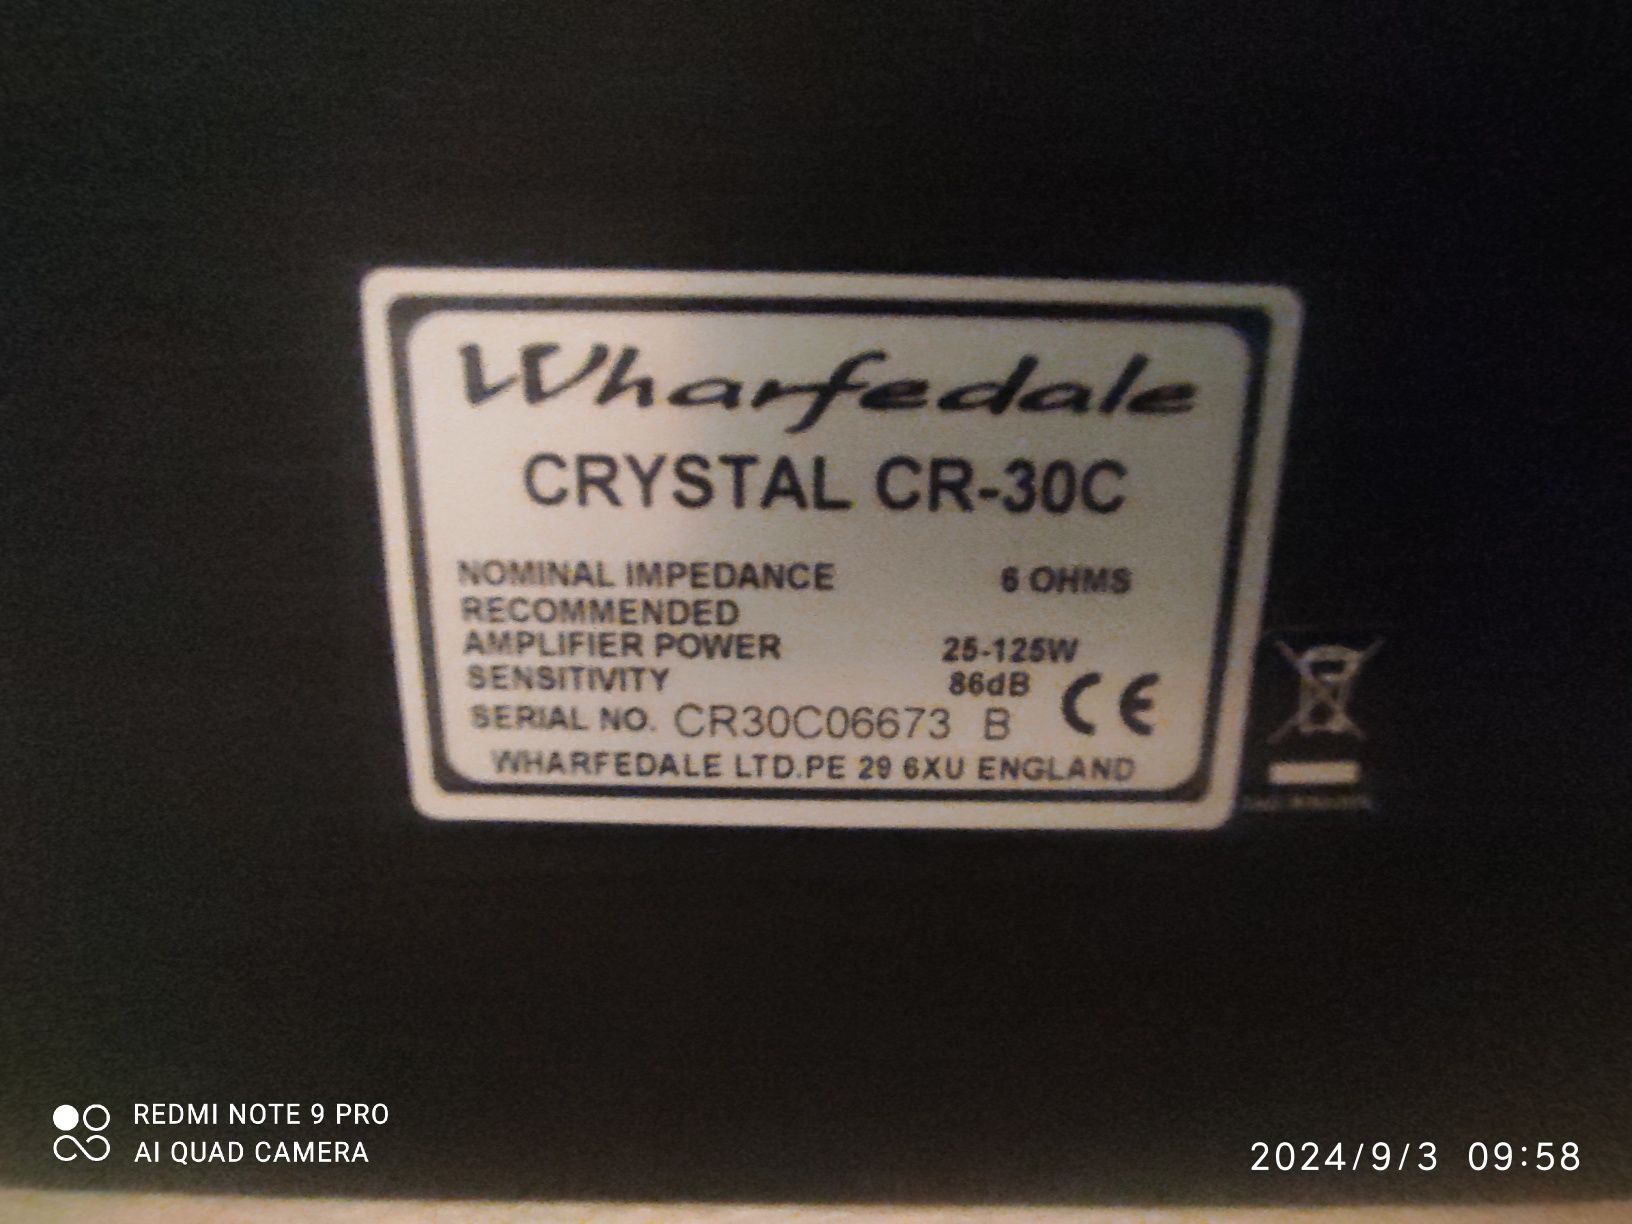 Wharfedale
CRYSTAL CR-30C
NOMINAL IMPEDANCE 6 OHMS
RECOMMENDED
AMPLIFIER POWER 25-125W
SENSITIVITY 86dB CE
SERIAL NO. CR30C06673 B
WHARFEDALE LTD.PE 29 6XU ENGLAND
REDMI NOTE 9 PRO
AI QUAD CAMERA
2024/9/3 09:58